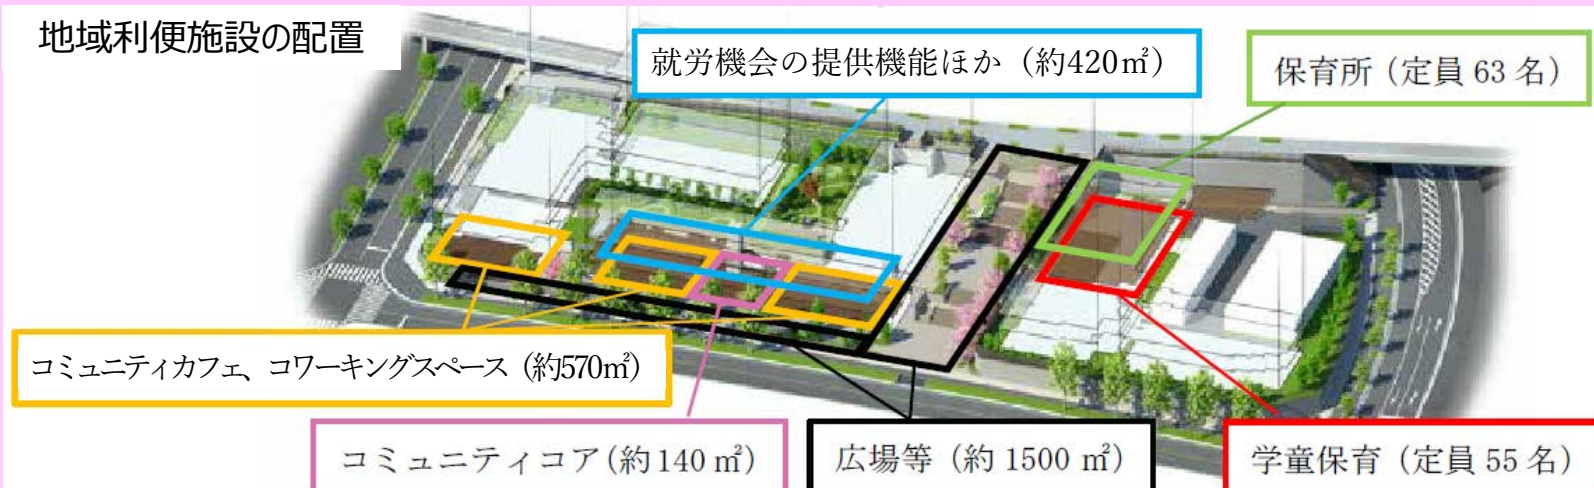 地域利便施設の配置
就労機会の提供機能ほか（約420㎡）
保育所（定員 63 名）
コミュニティカフェ、コワーキングスペース（約570㎡）
コミュニティコア（約 140 ㎡）
広場等（約 1500 ㎡）
学童保育（定員 55 名）